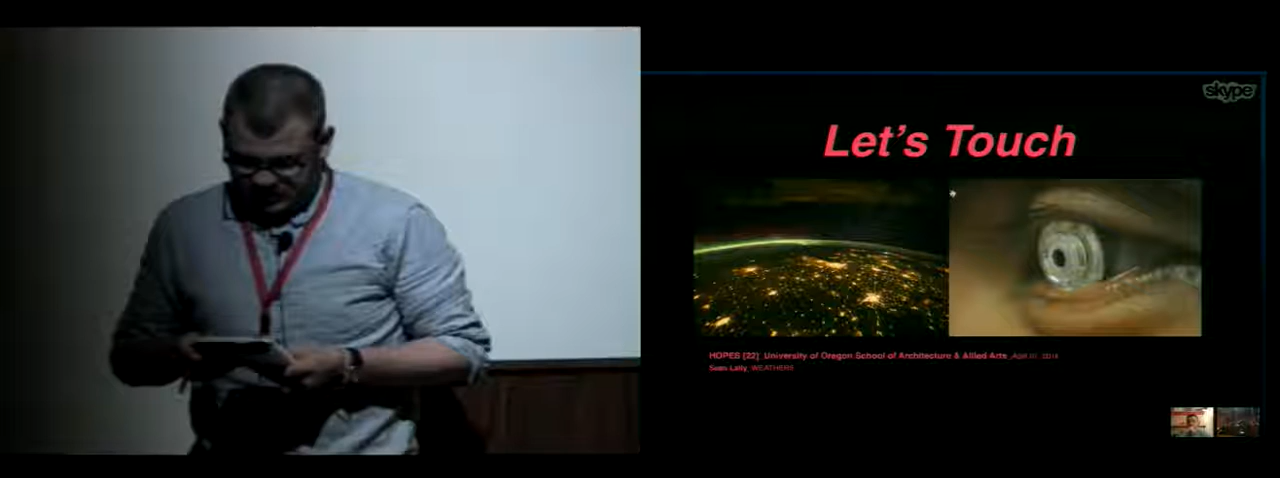 skype
Let's Touch
HOPES [22] University of Oregon School of Architecture & Allied Arts
Sean Lally, WEATHERS